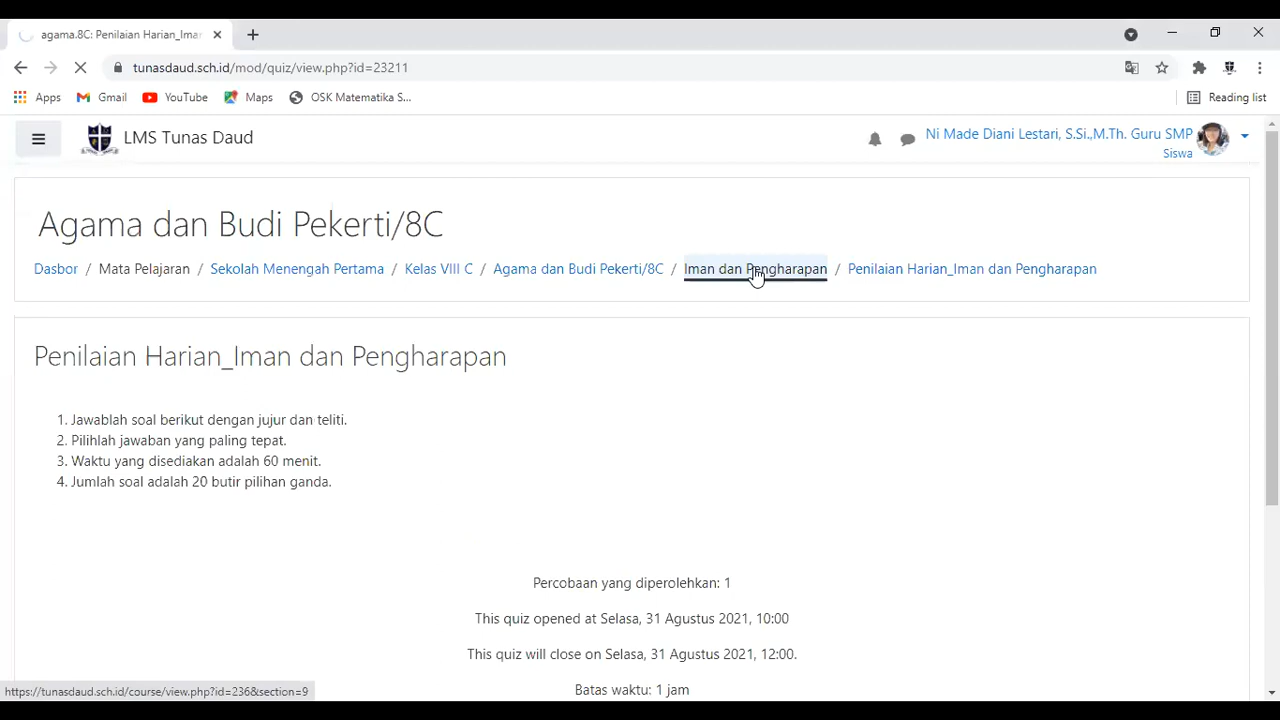 agama.8C: Penilaian Harian_Ima
tunasdaud.sch.id/mod/quiz/view.php?id=23211
Apps Gmail YouTube Maps OSK Matematika S... Reading list
LMS Tunas Daud
Ni Made Diani Lestari, S.Si.,M.Th. Guru SMP
Siswa
Agama dan Budi Pekerti/8C
Dasbor / Mata Pelajaran / Sekolah Menengah Pertama / Kelas VIII C / Agama dan Budi Pekerti/8C / Iman dan Pengharapan / Penilaian Harian_Iman dan Pengharapan
Penilaian Harian_Iman dan Pengharapan
1. Jawablah soal berikut dengan jujur dan teliti.
2. Pilihlah jawaban yang paling tepat.
3. Waktu yang disediakan adalah 60 menit.
4. Jumlah soal adalah 20 butir pilihan ganda.
Percobaan yang diperolehkan: 1
This quiz opened at Selasa, 31 Agustus 2021, 10:00
This quiz will close on Selasa, 31 Agustus 2021, 12:00.
Batas waktu: 1 jam
https://tunasdaud.sch.id/course/view.php?id=236&section=9